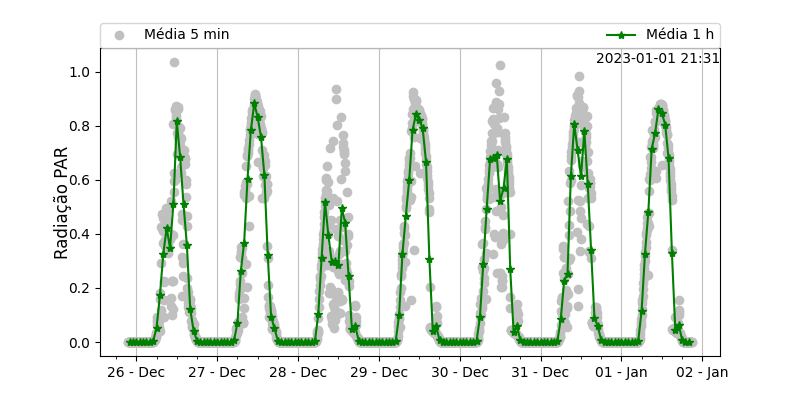 Média 5 min
Média 1 h
2023-01-01 21:31
Radiação PAR
1.0
0.8
0.6
0.4
0.2
0.0
26 - Dec
27 - Dec
28 - Dec
29 - Dec
30 - Dec
31 - Dec
01 - Jan
02 - Jan